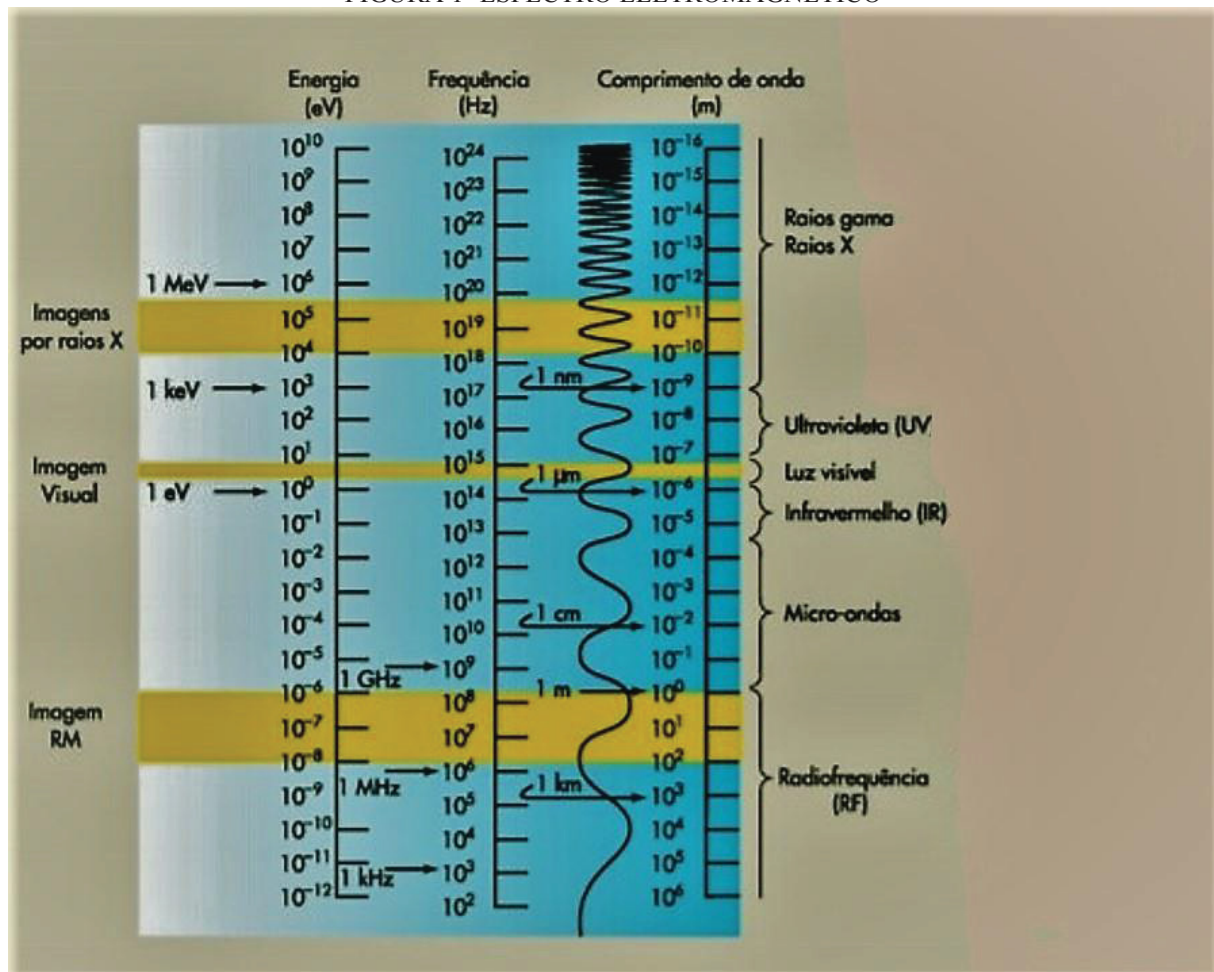 FIGURA 1- ESPECTRO ELETROMAGNÉTICO
Energia
(eV)
Frequência
(Hz)
Comprimento de onda
(m)
10¹⁰
10⁹
10⁸
10⁷
10⁶
10⁵
10⁴
10³
10²
10¹
10⁰
10⁻¹
10⁻²
10⁻³
10⁻⁴
10⁻⁵
10⁻⁶
10⁻⁷
10⁻⁸
10⁻⁹
10⁻¹⁰
10⁻¹¹
10⁻¹²
10²⁴
10²³
10²²
10²¹
10²⁰
10¹⁹
10¹⁸
10¹⁷
10¹⁶
10¹⁵
10¹⁴
10¹³
10¹²
10¹¹
10¹⁰
10⁹
10⁸
10⁷
10⁶
10⁵
10⁴
10³
10²
10⁻¹⁶
10⁻¹⁵
10⁻¹⁴
10⁻¹³
10⁻¹²
10⁻¹¹
10⁻¹⁰
10⁻⁹
10⁻⁸
10⁻⁷
10⁻⁶
10⁻⁵
10⁻⁴
10⁻³
10⁻²
10⁻¹
10⁰
10¹
10²
10³
10⁴
10⁵
10⁶
1 MeV
1 keV
1 eV
1 GHz
1 MHz
1 kHz
1 nm
1 µm
1 cm
1 m
1 km
Imagens
por raios X
Imagem
Visual
Imagem
RM
Raios gama
Raios X
Ultravioleta (UV)
Luz visível
Infravermelho (IR)
Micro-ondas
Radiofrequência
(RF)